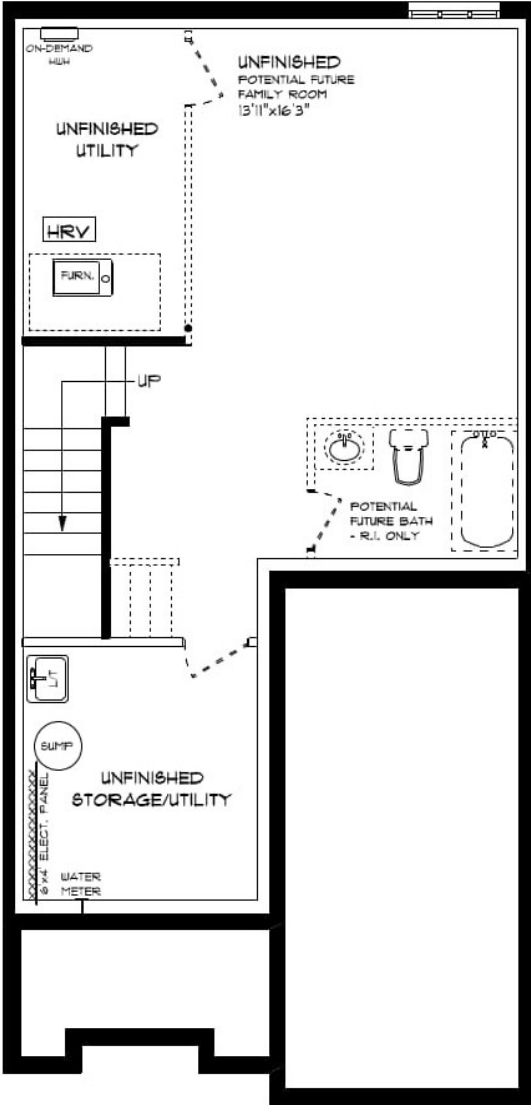 ON-DEMAND
HWH
UNFINISHED
POTENTIAL FUTURE
FAMILY ROOM
13'11"x16'3"
UNFINISHED
UTILITY
HRV
FURN.
UP
POTENTIAL
FUTURE BATH
- R.I. ONLY
L/T
SUMP
UNFINISHED
STORAGE/UTILITY
6'x4' ELECT. PANEL
WATER
METER